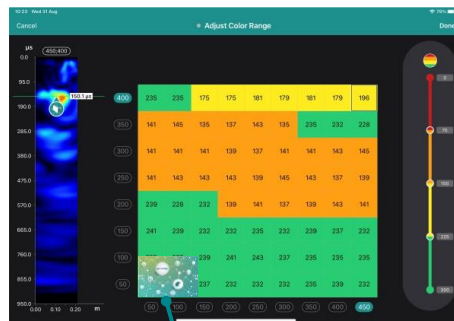 10:20 Wed 31 Aug 79%
Cancel Adjust Color Range Done
µs (450;400)
0.0
95.0
150.1 µs
190.0
285.0
380.0
475.0
570.0
665.0
760.0
855.0
950.0
0.00 0.10 0.20 m
400 235 235 175 175 181 179 181 179 196
350 141 145 135 137 143 135 235 232 228
300 141 141 141 139 137 141 141 143 145
250 141 143 143 143 139 145 143 137 139
200 239 228 232 139 141 137 139 143 141
150 241 239 232 232 235 232 239 237 232
100 239 241 243 237 235 235 235
50 237 232 232 235 239 239 232
50 100 150 200 250 300 350 400 450
0
75
150
225
300